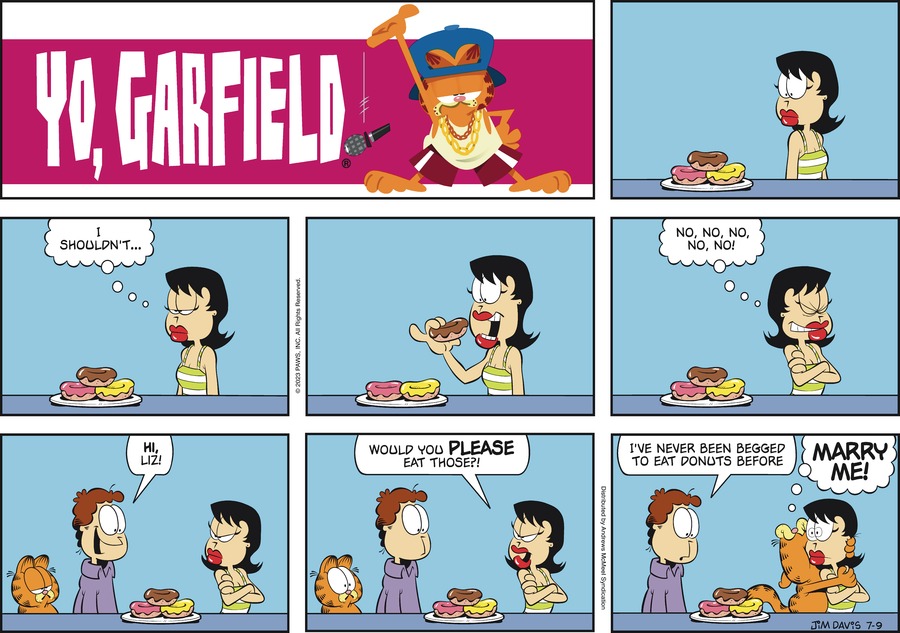 YO, GARFIELD
®
I
SHOULDN'T...
© 2023 PAWS, INC. All Rights Reserved.
NO, NO, NO,
NO, NO!
HI,
LIZ!
WOULD YOU PLEASE
EAT THOSE?!
Distributed by Andrews McMeel Syndication
I'VE NEVER BEEN BEGGED
TO EAT DONUTS BEFORE
MARRY
ME!
JIM DAVIS 7-9